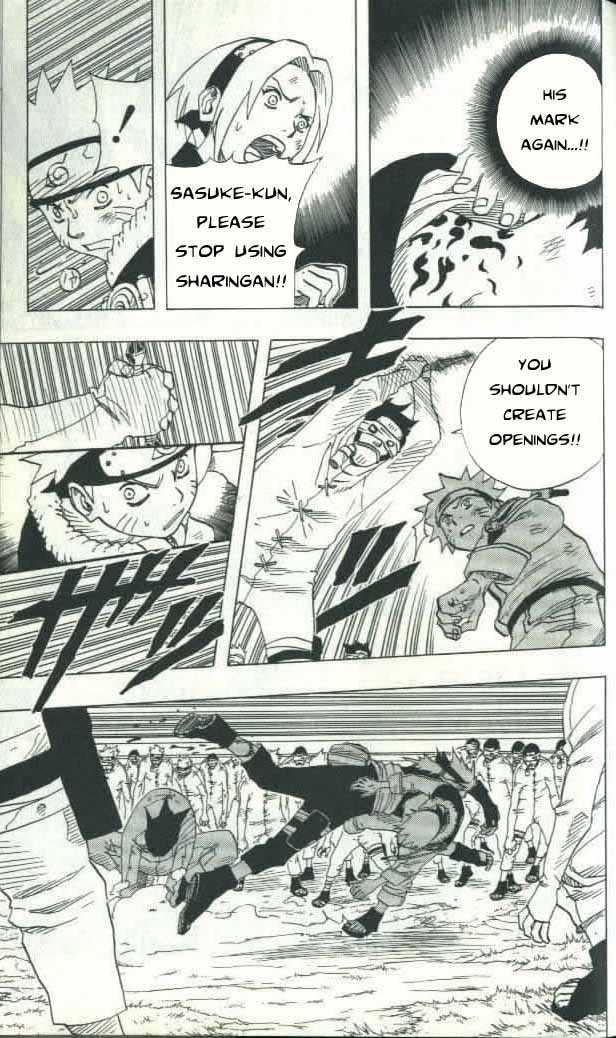 HIS
MARK
AGAIN...!!
SASUKE-KUN,
PLEASE
STOP USING
SHARINGAN!!
!
YOU
SHOULDN'T
CREATE
OPENINGS!!